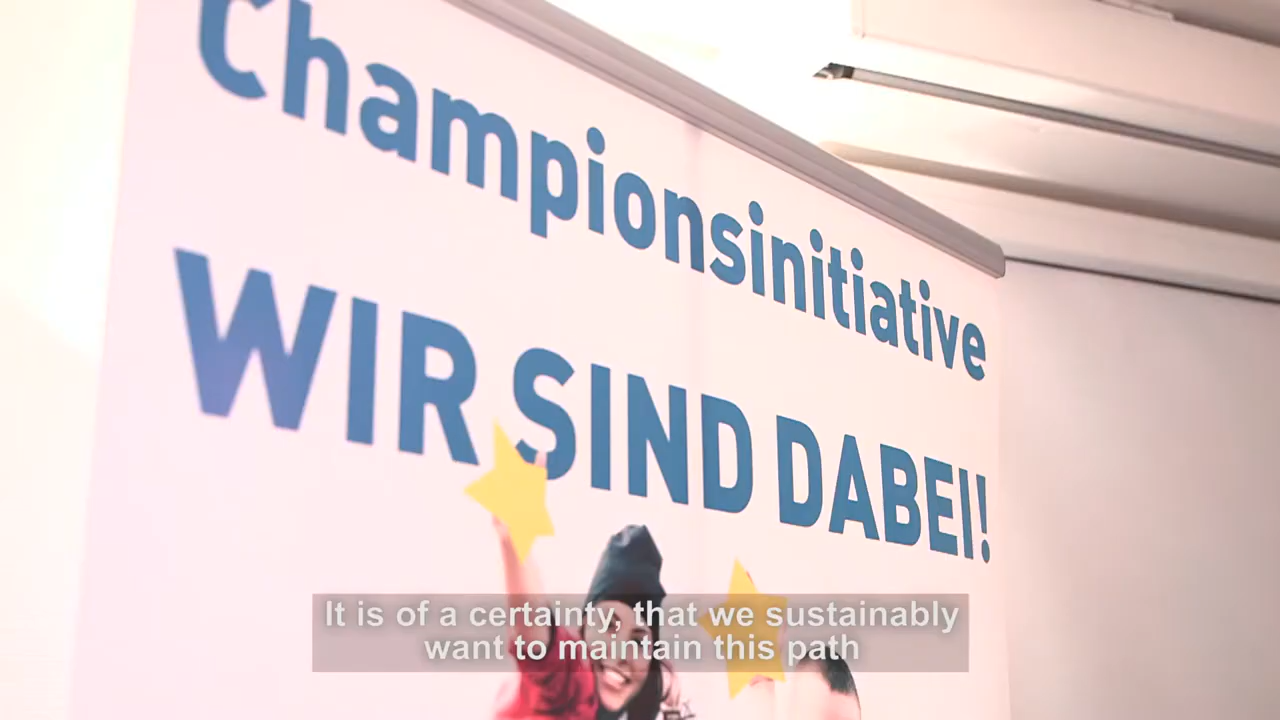 Championsinitiative
WIR SIND DABEI!
It is of a certainty, that we sustainably
want to maintain this path